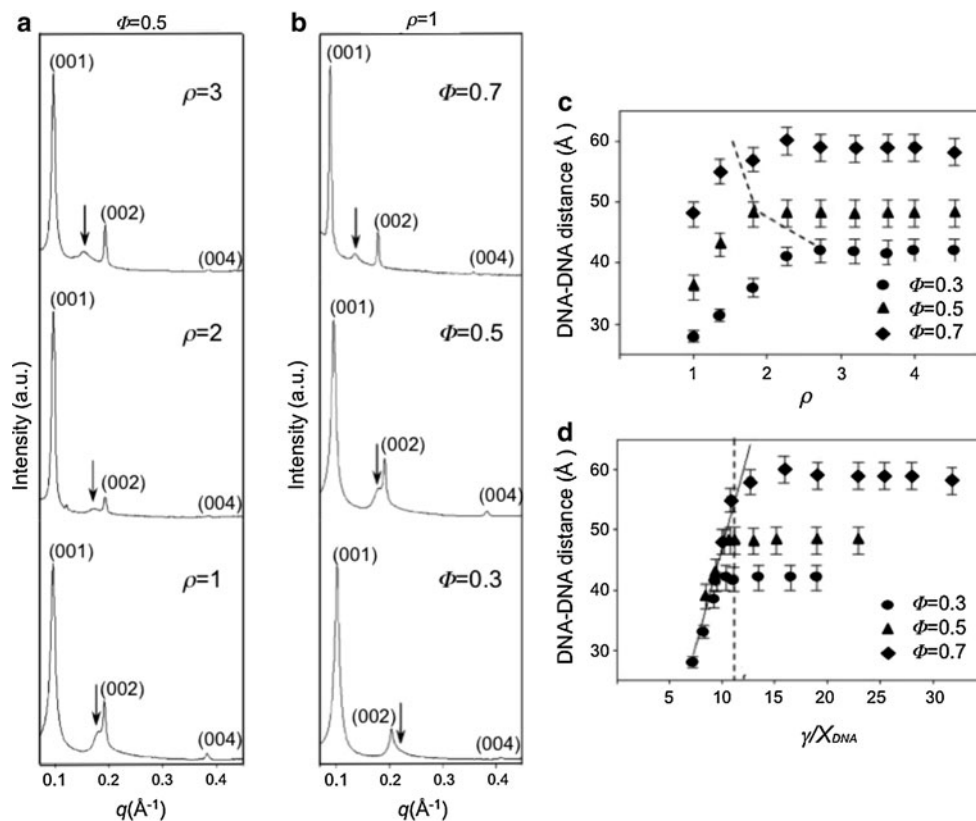 a
Φ=0.5
(001)
ρ=3
(002)
(004)
(001)
ρ=2
(002)
(004)
(001)
ρ=1
(002)
(004)
Intensity (a.u.)
0.1 0.2 0.3 0.4
q(Å⁻¹)
b
ρ=1
(001)
Φ=0.7
(002)
(004)
(001)
Φ=0.5
(002)
(004)
(001)
Φ=0.3
(002)
(004)
Intensity (a.u.)
0.1 0.2 0.3 0.4
q(Å⁻¹)
c
DNA-DNA distance (Å)
60
50
40
30
Φ=0.3
Φ=0.5
Φ=0.7
1 2 3 4
ρ
d
DNA-DNA distance (Å)
60
50
40
30
Φ=0.3
Φ=0.5
Φ=0.7
0 5 10 15 20 25 30
γ/X_DNA